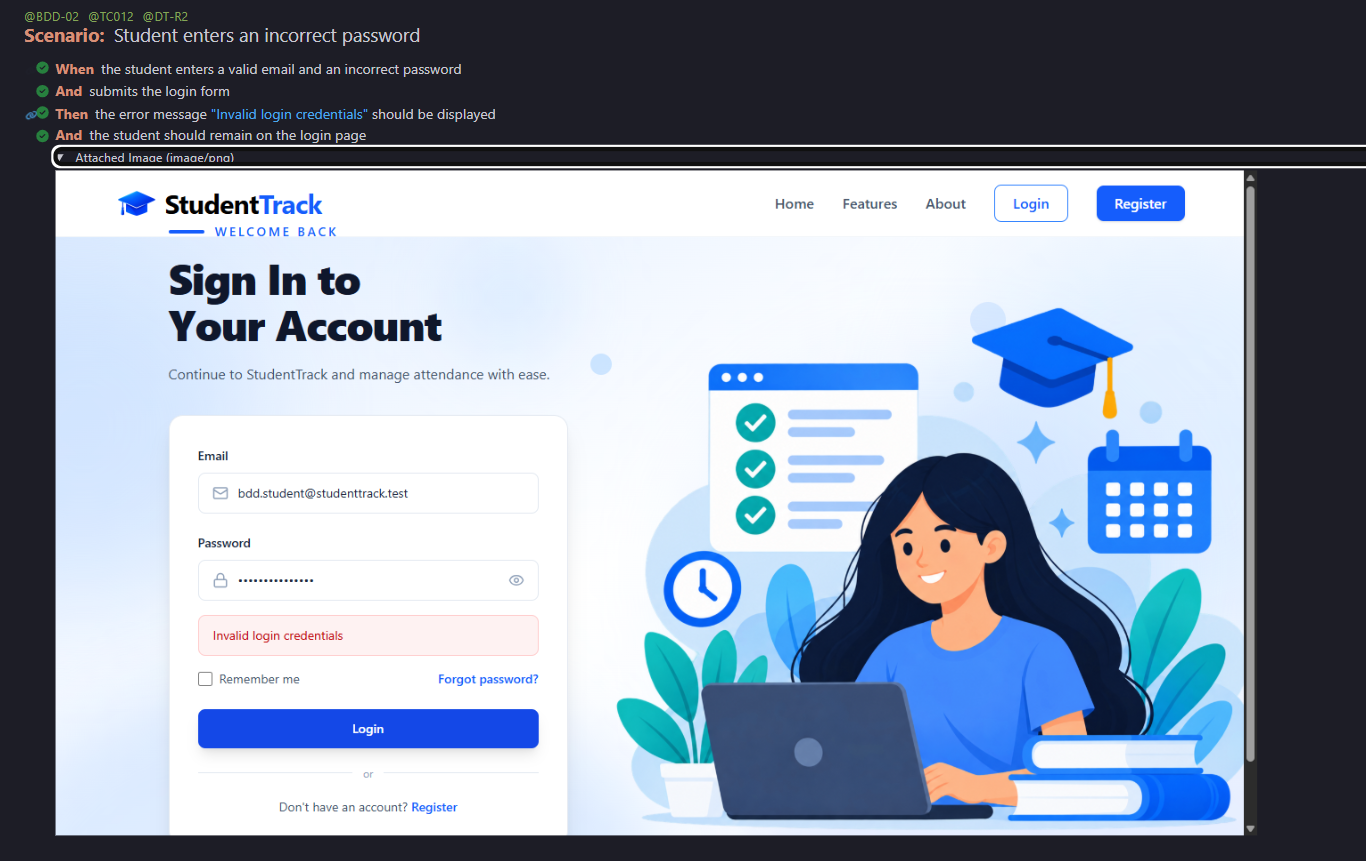 @BDD-02 @TC012 @DT-R2
Scenario: Student enters an incorrect password
When the student enters a valid email and an incorrect password
And submits the login form
Then the error message "Invalid login credentials" should be displayed
And the student should remain on the login page
Attached Image (image/png)
StudentTrack
Home Features About Login Register
WELCOME BACK
Sign In to
Your Account
Continue to StudentTrack and manage attendance with ease.
Email
bdd.student@studenttrack.test
Password
•••••••••••••••
Invalid login credentials
Remember me Forgot password?
Login
or
Don't have an account? Register